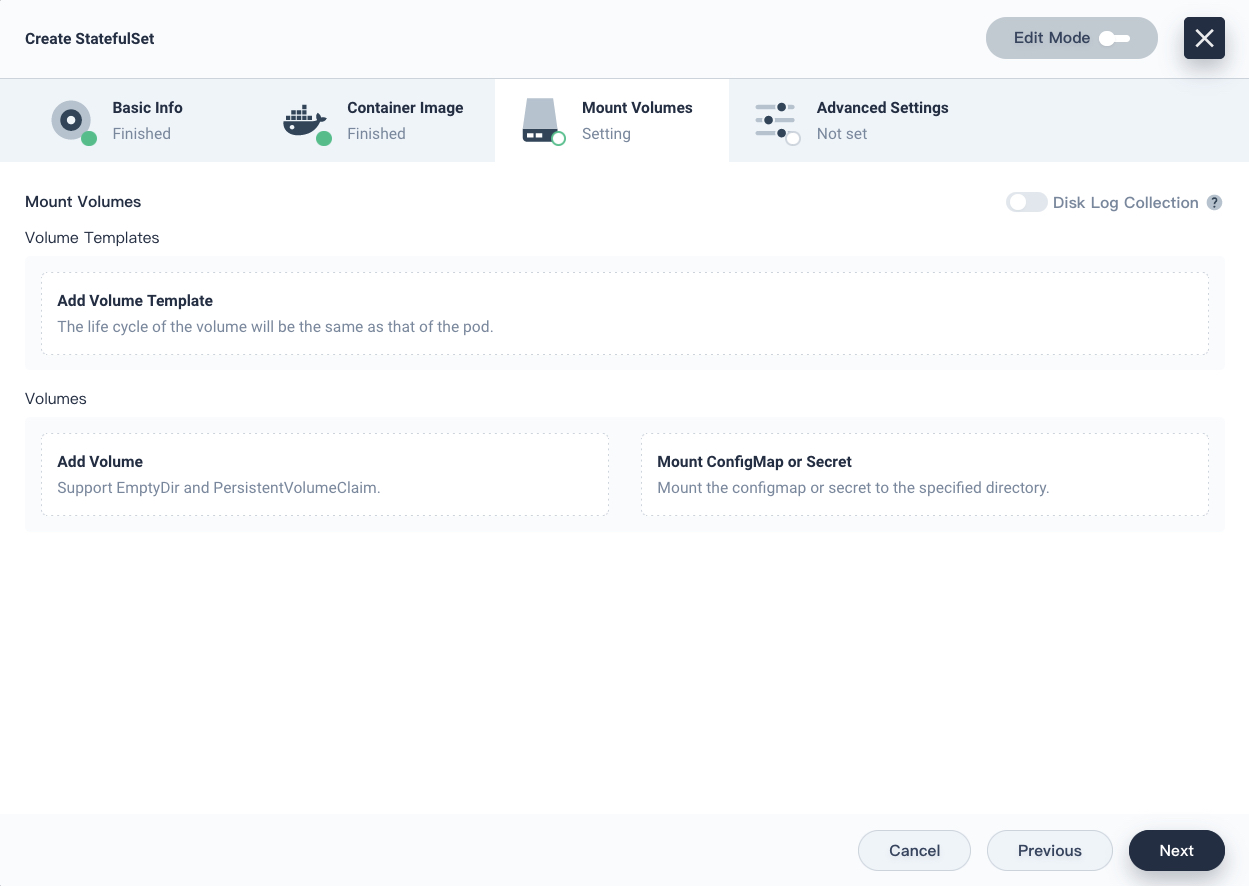 Create StatefulSet
Edit Mode
Basic Info
Finished
Container Image
Finished
Mount Volumes
Setting
Advanced Settings
Not set
Mount Volumes
Disk Log Collection ?
Volume Templates
Add Volume Template
The life cycle of the volume will be the same as that of the pod.
Volumes
Add Volume
Support EmptyDir and PersistentVolumeClaim.
Mount ConfigMap or Secret
Mount the configmap or secret to the specified directory.
Cancel
Previous
Next